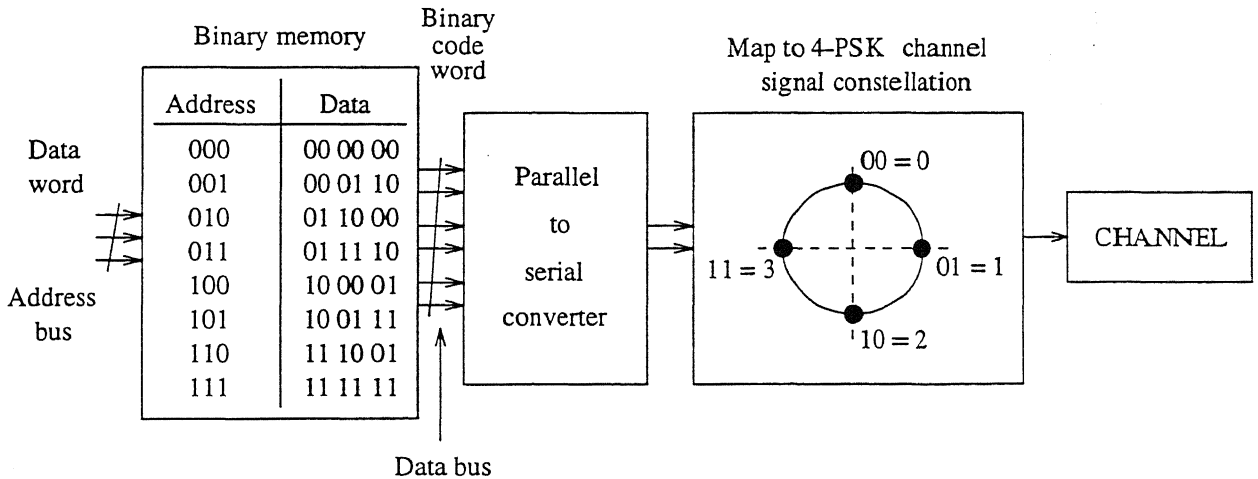 Binary memory
Binary
code
word
Map to 4–PSK channel
signal constellation
Address Data
000 00 00 00
001 00 01 10
010 01 10 00
011 01 11 10
100 10 00 01
101 10 01 11
110 11 10 01
111 11 11 11
Data
word
Address
bus
Parallel
to
serial
converter
00 = 0
11 = 3
01 = 1
10 = 2
CHANNEL
Data bus